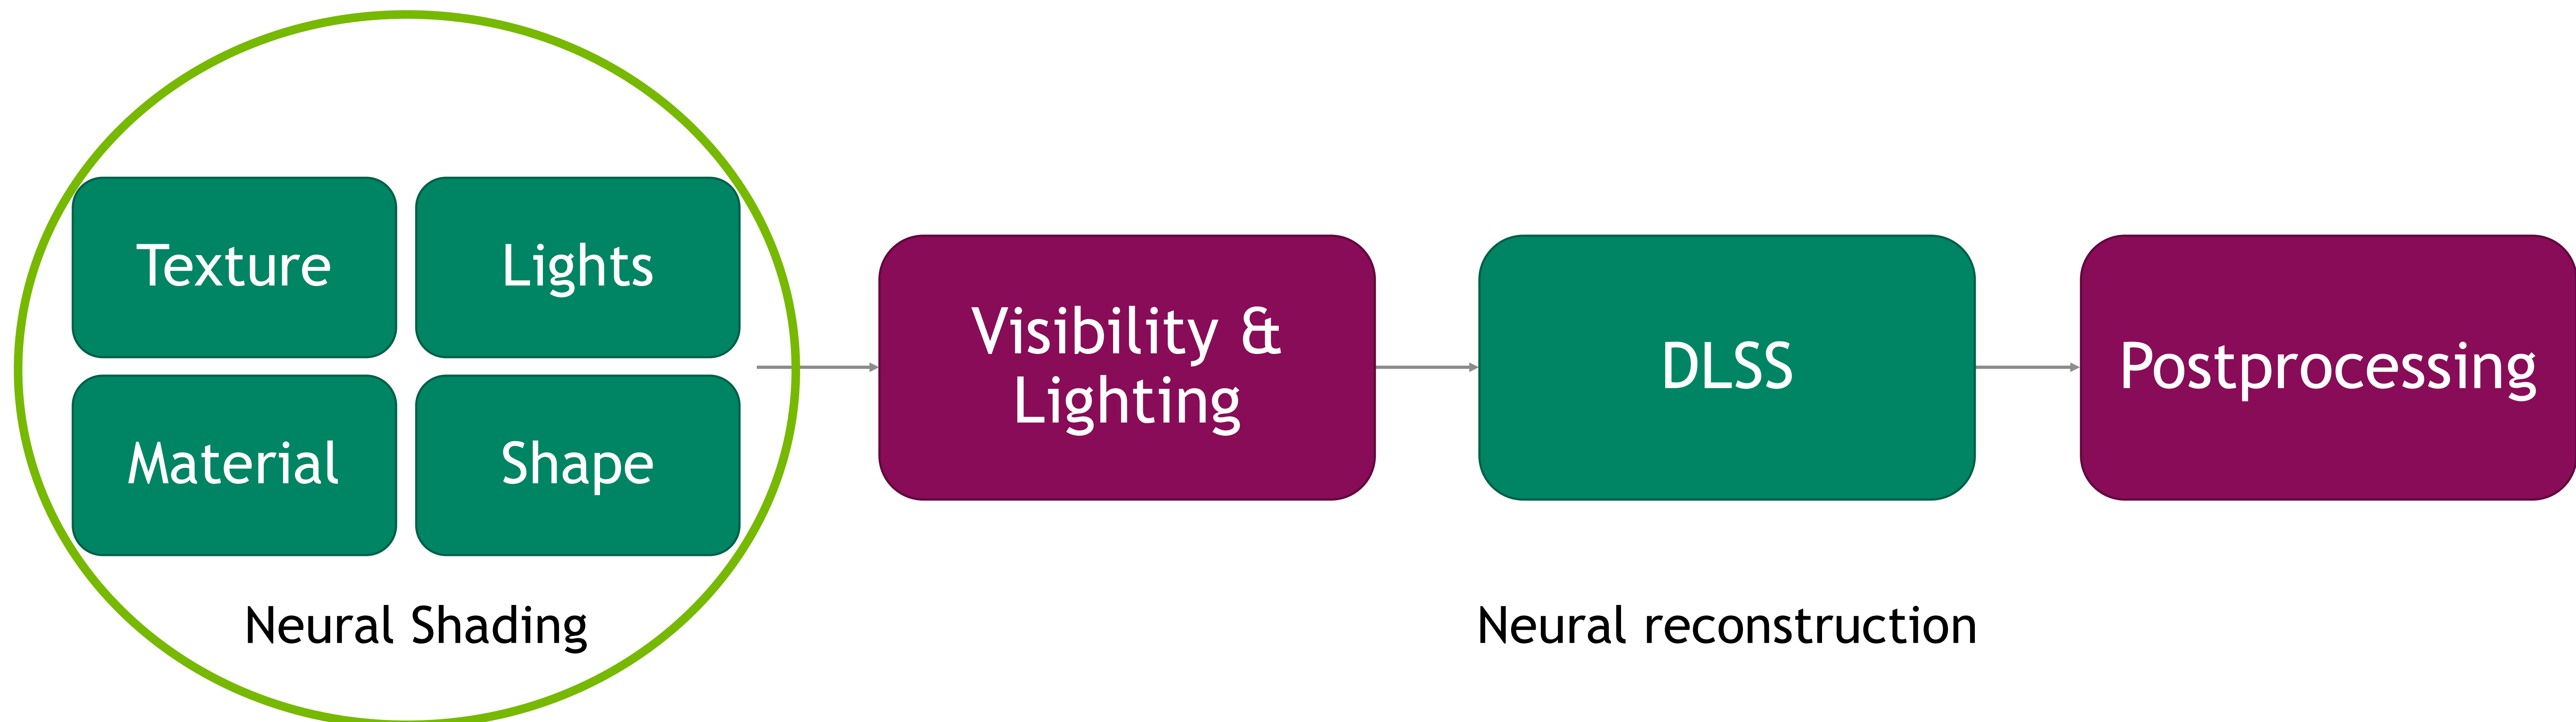 Texture
Lights
Material
Shape
Neural Shading
Visibility &
Lighting
DLSS
Neural reconstruction
Postprocessing